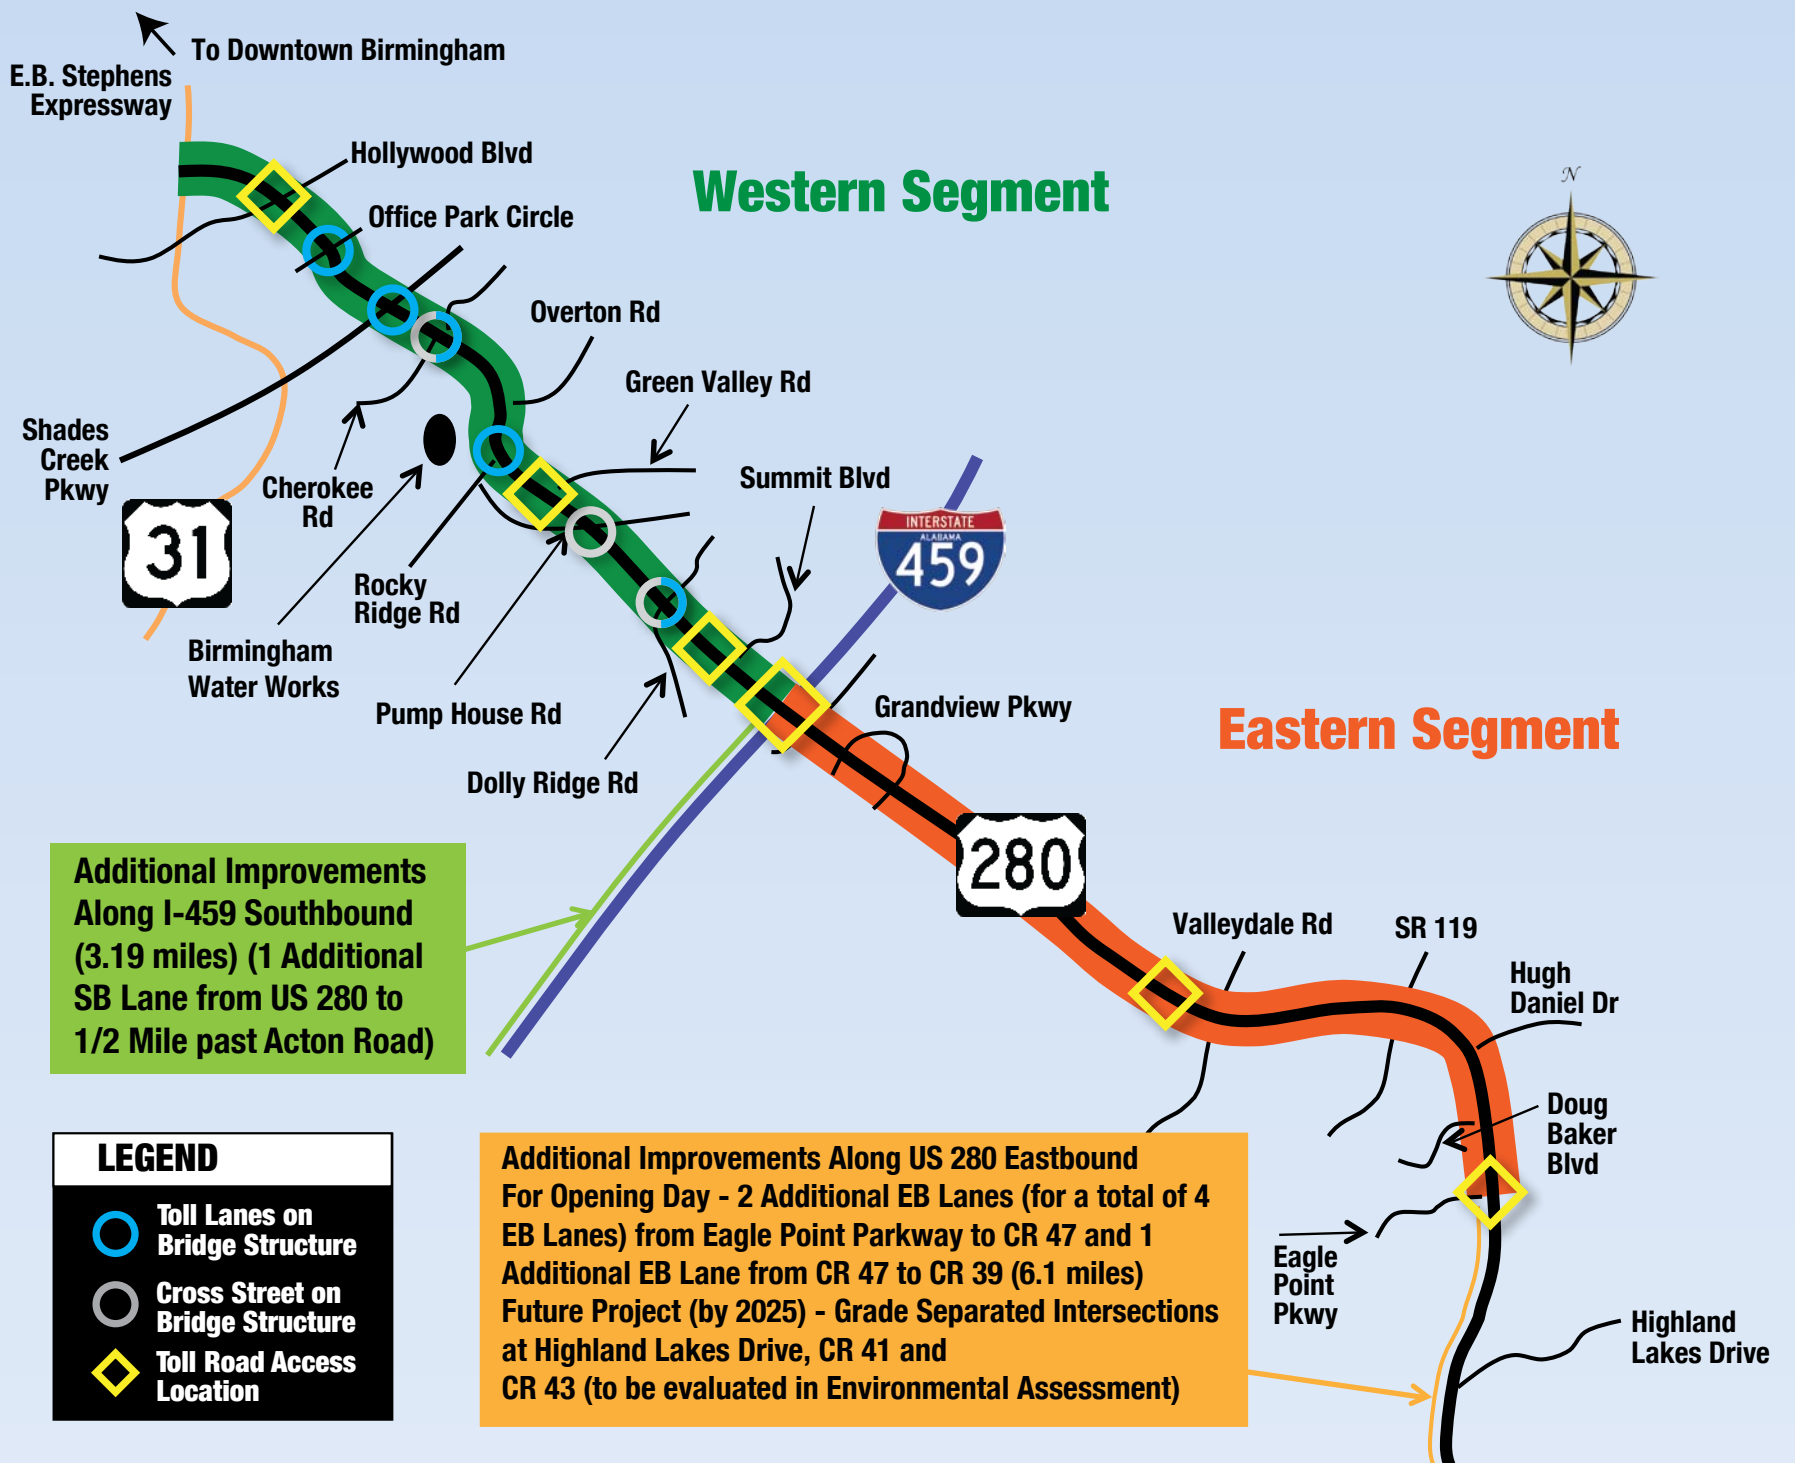 To Downtown Birmingham
E.B. Stephens
Expressway
Hollywood Blvd
Office Park Circle
Western Segment
N
Overton Rd
Green Valley Rd
Summit Blvd
INTERSTATE
ALABAMA
459
Shades
Creek
Pkwy
31
Cherokee
Rd
Rocky
Ridge Rd
Birmingham
Water Works
Pump House Rd
Dolly Ridge Rd
Grandview Pkwy
Eastern Segment
280
Additional Improvements
Along I-459 Southbound
(3.19 miles) (1 Additional
SB Lane from US 280 to
1/2 Mile past Acton Road)
Valleydale Rd
SR 119
Hugh
Daniel Dr
Doug
Baker
Blvd
Eagle
Point
Pkwy
Highland
Lakes Drive
LEGEND
Toll Lanes on
Bridge Structure
Cross Street on
Bridge Structure
Toll Road Access
Location
Additional Improvements Along US 280 Eastbound
For Opening Day - 2 Additional EB Lanes (for a total of 4
EB Lanes) from Eagle Point Parkway to CR 47 and 1
Additional EB Lane from CR 47 to CR 39 (6.1 miles)
Future Project (by 2025) - Grade Separated Intersections
at Highland Lakes Drive, CR 41 and
CR 43 (to be evaluated in Environmental Assessment)